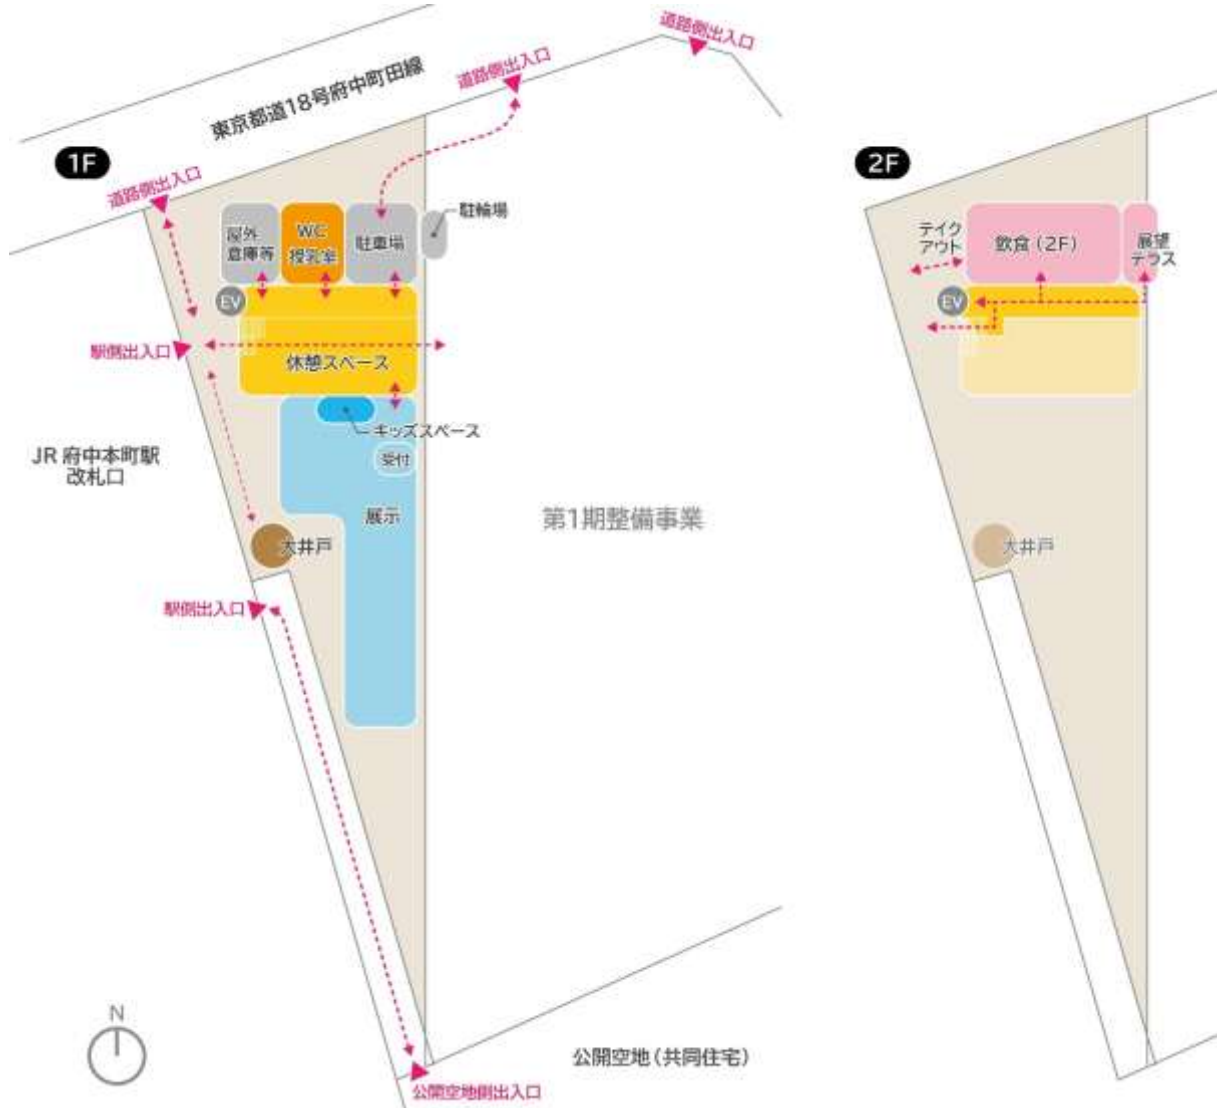 道路側出入口
道路側出入口
東京都道18号府中町田線
1F
道路側出入口
駐輪場
屋外
倉庫等
WC
授乳室
駐車場
EV
駅側出入口
休憩スペース
キッズスペース
受付
JR 府中本町駅
改札口
展示
第1期整備事業
大井戸
駅側出入口
N
公開空地(共同住宅)
公開空地側出入口
2F
テイク
アウト
飲食(2F)
展望
テラス
EV
大井戸